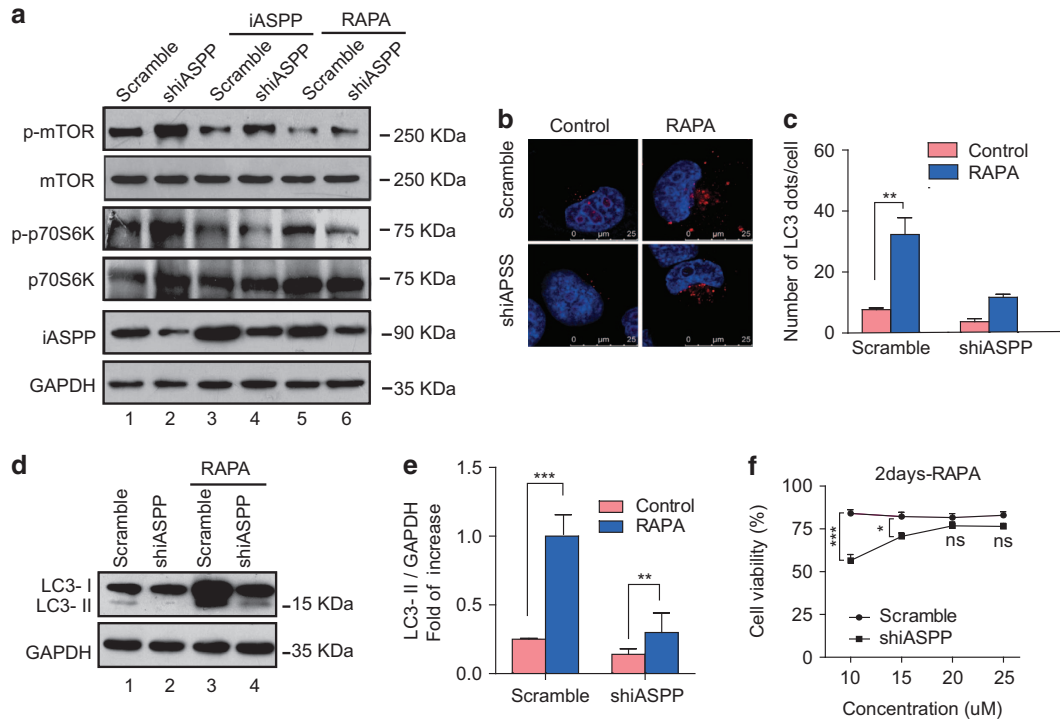 a
iASPP RAPA
Scramble shiASPP Scramble shiASPP Scramble shiASPP
p-mTOR –250 KDa
mTOR –250 KDa
p-p70S6K –75 KDa
p70S6K –75 KDa
iASPP –90 KDa
GAPDH –35 KDa
1 2 3 4 5 6
b
Control RAPA
Scramble
0 µm 25 0 µm 25
shiAPSS
0 µm 25 0 µm 25
c
Number of LC3 dots/cell
60
40
20
0
Control
RAPA
**
Scramble shiASPP
d
RAPA
Scramble shiASPP Scramble shiASPP
LC3- I
LC3- II –15 KDa
GAPDH –35 KDa
1 2 3 4
e
LC3- II / GAPDH
Fold of increase
1.5
1.0
0.5
0.0
Control
RAPA
***
**
Scramble shiASPP
f
2days-RAPA
Cell viability (%)
100
75
50
25
0
***
*
ns ns
Scramble
shiASPP
10 15 20 25
Concentration (uM)